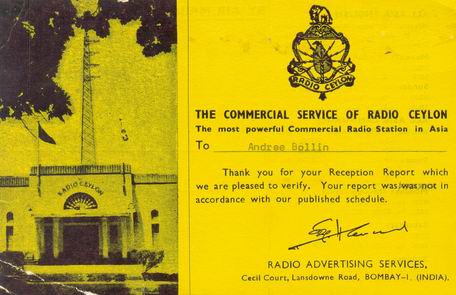 RADIO CEYLON
RADIO CEYLON
THE COMMERCIAL SERVICE OF RADIO CEYLON
The most powerful Commercial Radio Station in Asia
To Andree Bollin
Thank you for your Reception Report which
we are pleased to verify. Your report was/was not in
accordance with our published schedule.
RADIO ADVERTISING SERVICES,
Cecil Court, Lansdowne Road, BOMBAY-1. (INDIA).